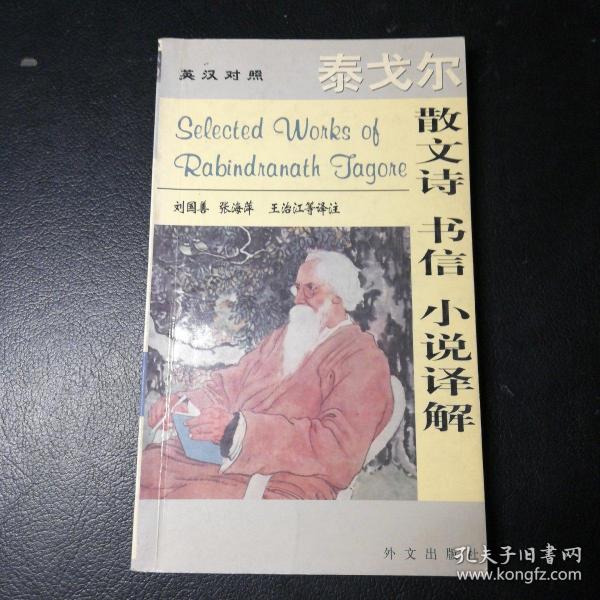 英汉对照
泰戈尔
Selected Works of
Rabindranath Tagore
刘国善 张海萍 王治江等译注
散文诗 书信 小说译解
外文出版社
孔夫子旧书网
www.kongfz.com